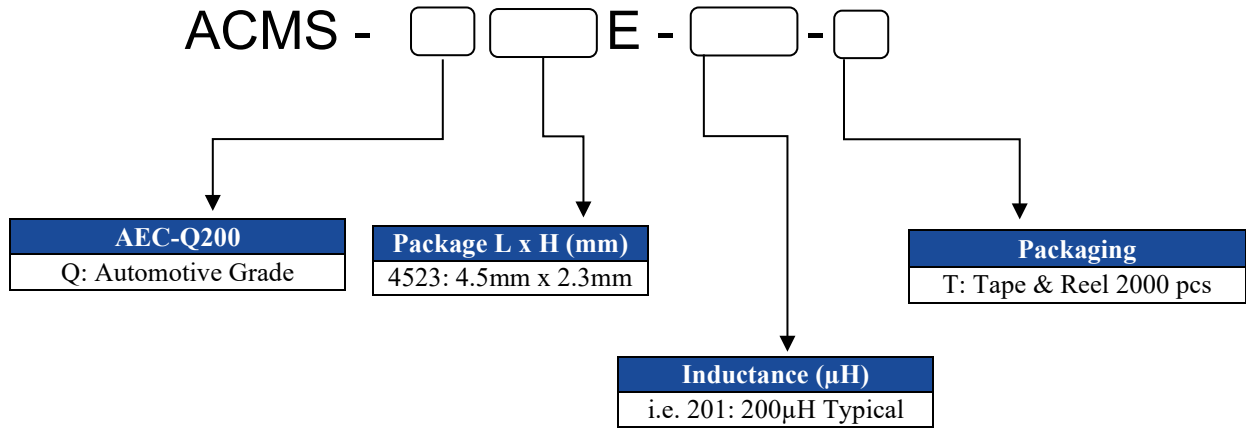 ACMS - E - -
AEC-Q200
Q: Automotive Grade
Package L x H (mm)
4523: 4.5mm x 2.3mm
Packaging
T: Tape & Reel 2000 pcs
Inductance (µH)
i.e. 201: 200µH Typical